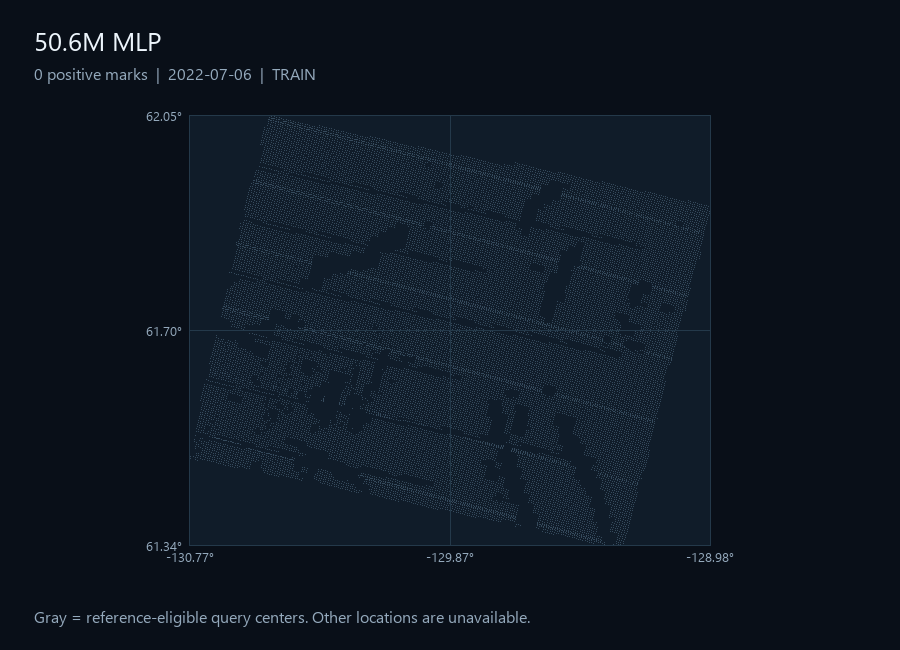 50.6M MLP
0 positive marks | 2022-07-06 | TRAIN
62.05°
61.70°
61.34°
-130.77°
-129.87°
-128.98°
Gray = reference-eligible query centers. Other locations are unavailable.